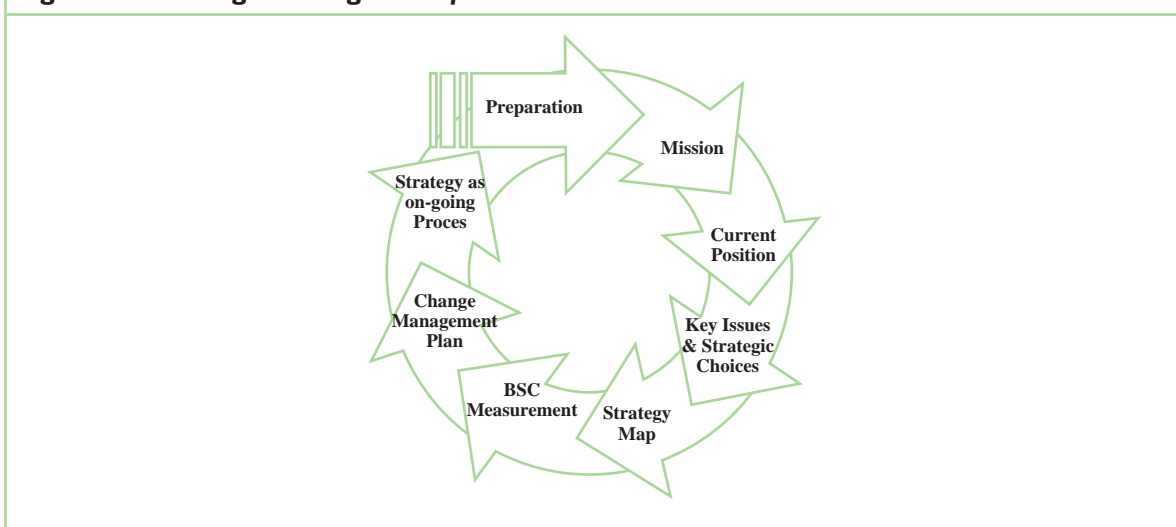 Preparation
Mission
Current
Position
Key Issues
& Strategic
Choices
Strategy
Map
BSC
Measurement
Change
Management
Plan
Strategy as
on-going
Proces